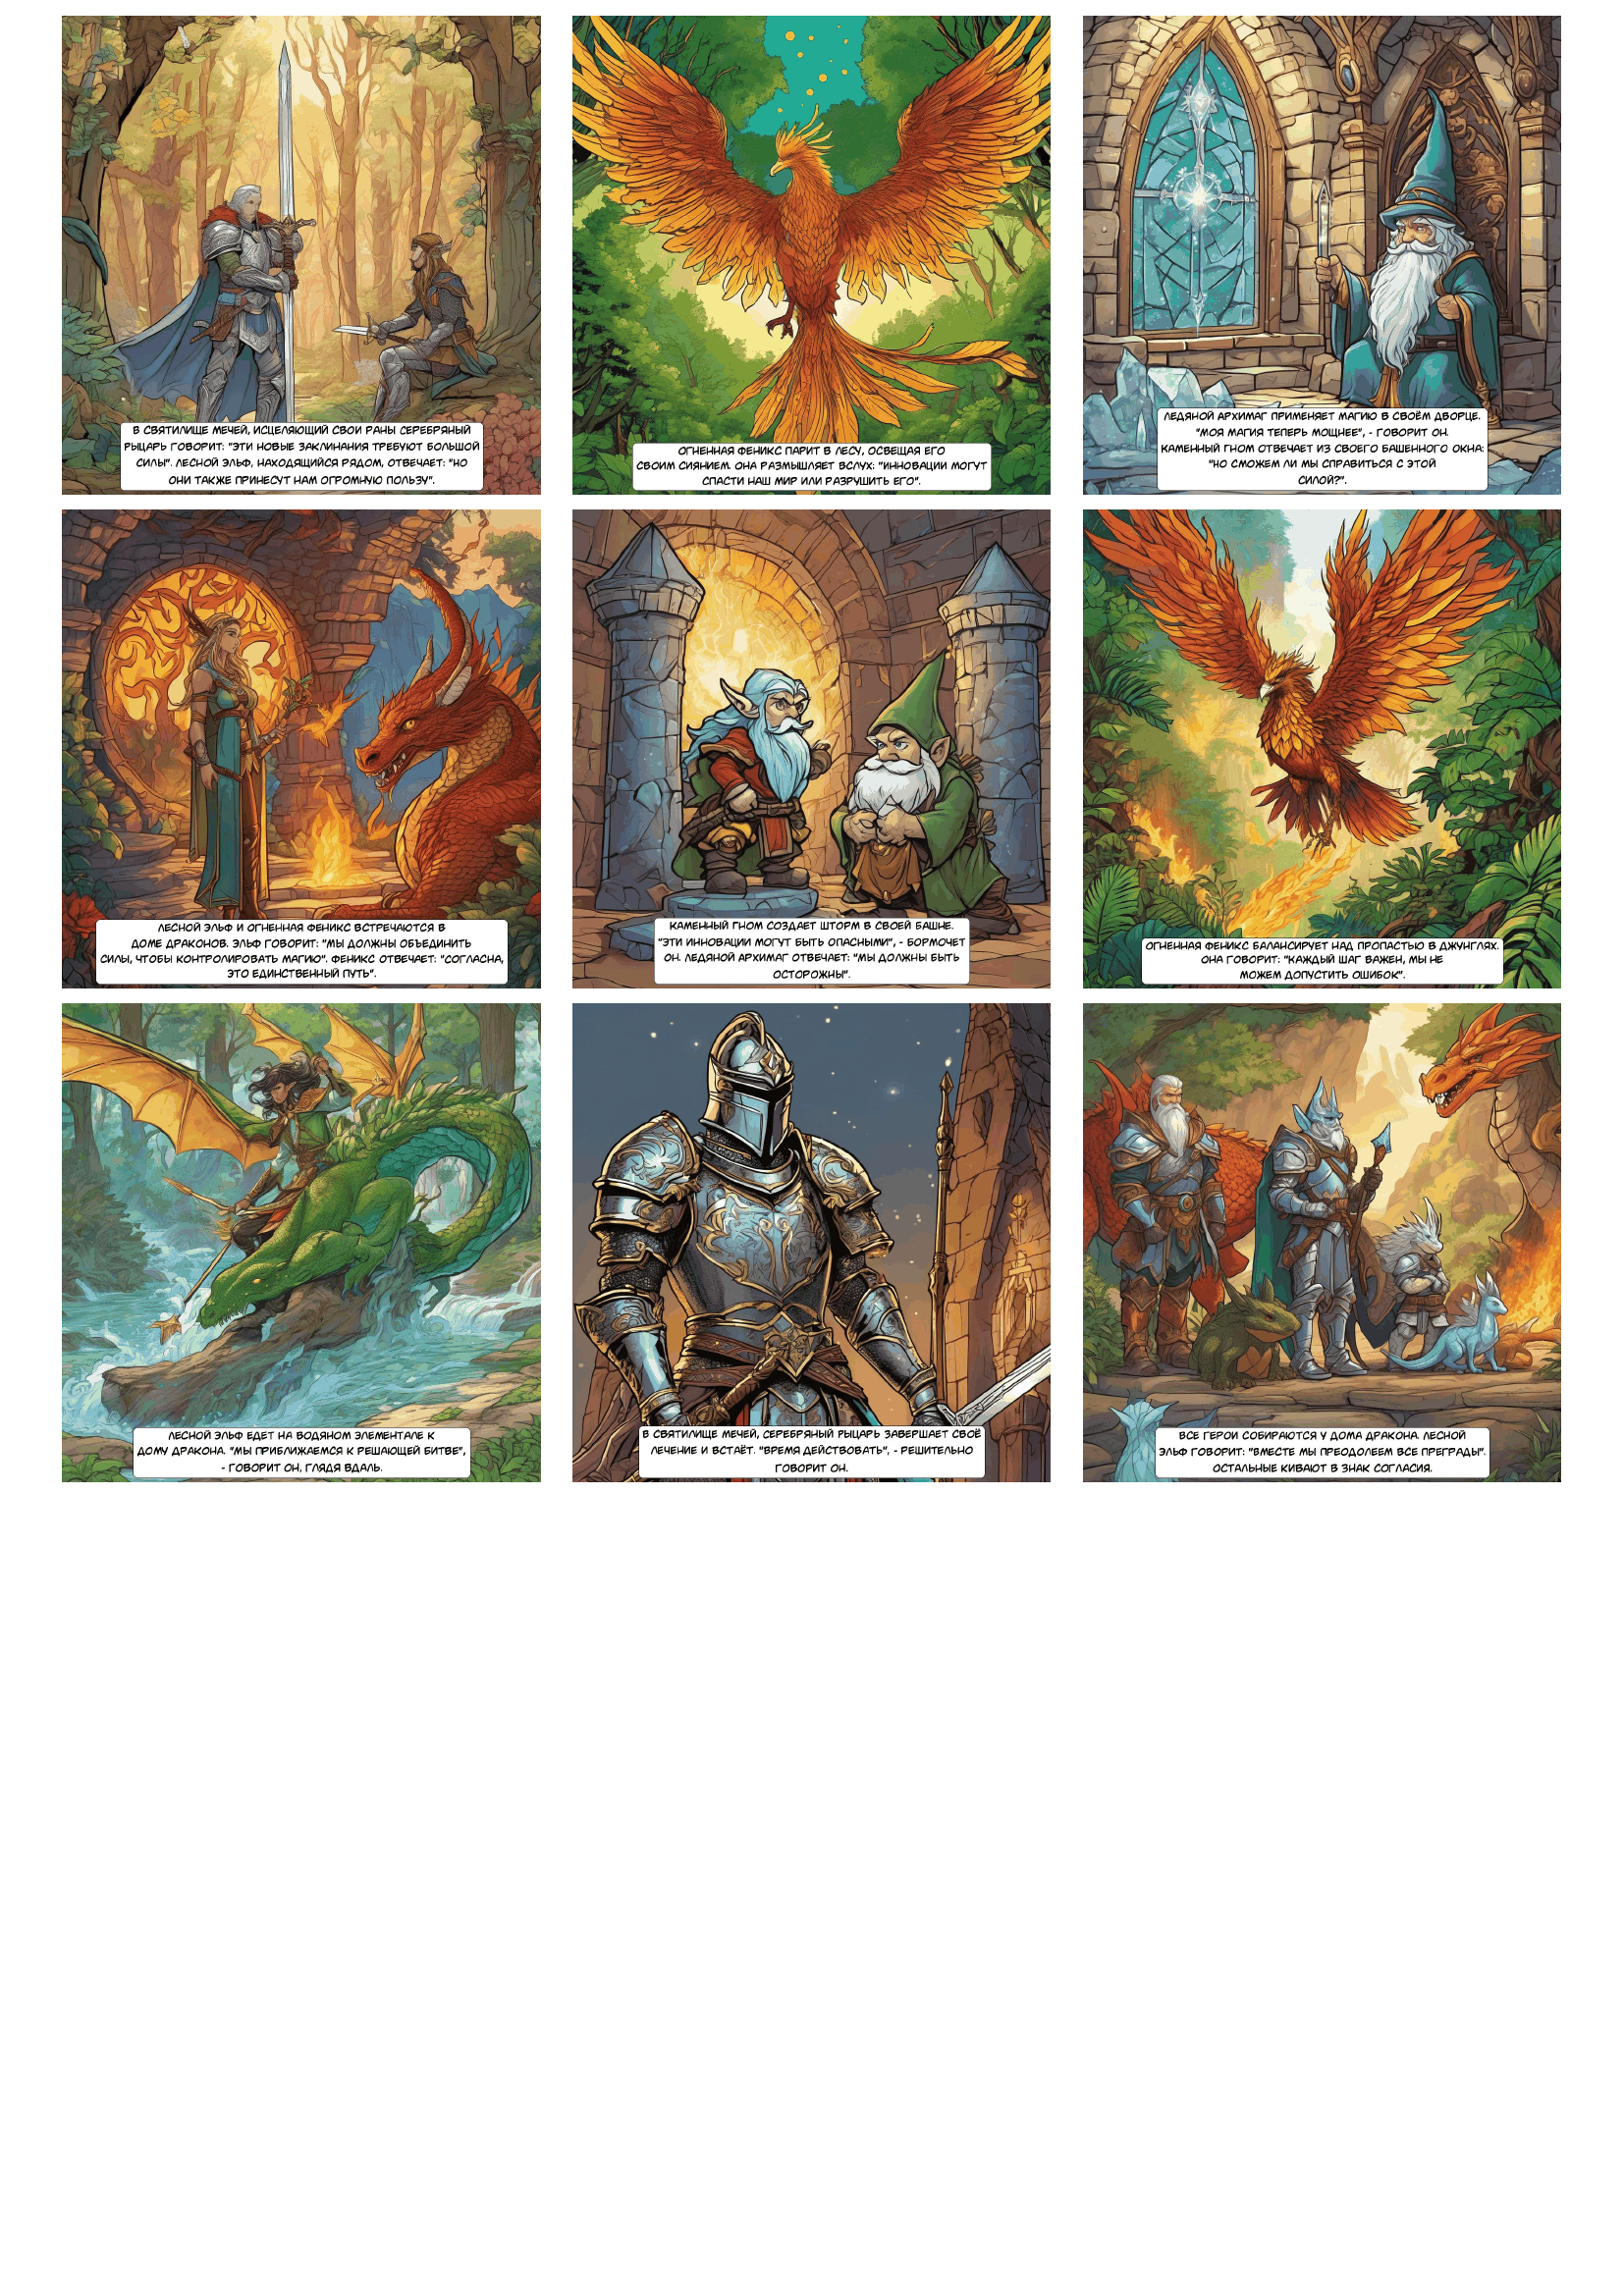 В СВЯТИЛИЩЕ МЕЧЕЙ, ИСЦЕЛЯЮЩИЙ СВОИ РАНЫ СЕРЕБРЯНЫЙ
РЫЦАРЬ ГОВОРИТ: "ЭТИ НОВЫЕ ЗАКЛИНАНИЯ ТРЕБУЮТ БОЛЬШОЙ
СИЛЫ". ЛЕСНОЙ ЭЛЬФ, НАХОДЯЩИЙСЯ РЯДОМ, ОТВЕЧАЕТ: "НО
ОНИ ТАКЖЕ ПРИНЕСУТ НАМ ОГРОМНУЮ ПОЛЬЗУ".
ОГНЕННАЯ ФЕНИКС ПАРИТ В ЛЕСУ, ОСВЕЩАЯ ЕГО
СВОИМ СИЯНИЕМ. ОНА РАЗМЫШЛЯЕТ ВСЛУХ: "ИННОВАЦИИ МОГУТ
СПАСТИ НАШ МИР ИЛИ РАЗРУШИТЬ ЕГО".
ЛЕДЯНОЙ АРХИМАГ ПРИМЕНЯЕТ МАГИЮ В СВОЁМ ДВОРЦЕ.
"МОЯ МАГИЯ ТЕПЕРЬ МОЩНЕЕ", - ГОВОРИТ ОН.
КАМЕННЫЙ ГНОМ ОТВЕЧАЕТ ИЗ СВОЕГО БАШЕННОГО ОКНА:
"НО СМОЖЕМ ЛИ МЫ СПРАВИТЬСЯ С ЭТОЙ
СИЛОЙ?".
ЛЕСНОЙ ЭЛЬФ И ОГНЕННАЯ ФЕНИКС ВСТРЕЧАЮТСЯ В
ДОМЕ ДРАКОНОВ. ЭЛЬФ ГОВОРИТ: "МЫ ДОЛЖНЫ ОБЪЕДИНИТЬ
СИЛЫ, ЧТОБЫ КОНТРОЛИРОВАТЬ МАГИЮ". ФЕНИКС ОТВЕЧАЕТ: "СОГЛАСНА,
ЭТО ЕДИНСТВЕННЫЙ ПУТЬ".
КАМЕННЫЙ ГНОМ СОЗДАЕТ ШТОРМ В СВОЕЙ БАШНЕ.
"ЭТИ ИННОВАЦИИ МОГУТ БЫТЬ ОПАСНЫМИ", - БОРМОЧЕТ
ОН. ЛЕДЯНОЙ АРХИМАГ ОТВЕЧАЕТ: "МЫ ДОЛЖНЫ БЫТЬ
ОСТОРОЖНЫ".
ОГНЕННАЯ ФЕНИКС БАЛАНСИРУЕТ НАД ПРОПАСТЬЮ В ДЖУНГЛЯХ.
ОНА ГОВОРИТ: "КАЖДЫЙ ШАГ ВАЖЕН, МЫ НЕ
МОЖЕМ ДОПУСТИТЬ ОШИБОК".
ЛЕСНОЙ ЭЛЬФ ЕДЕТ НА ВОДЯНОМ ЭЛЕМЕНТАЛЕ К
ДОМУ ДРАКОНА. "МЫ ПРИБЛИЖАЕМСЯ К РЕШАЮЩЕЙ БИТВЕ",
- ГОВОРИТ ОН, ГЛЯДЯ ВДАЛЬ.
В СВЯТИЛИЩЕ МЕЧЕЙ, СЕРЕБРЯНЫЙ РЫЦАРЬ ЗАВЕРШАЕТ СВОЁ
ЛЕЧЕНИЕ И ВСТАЁТ. "ВРЕМЯ ДЕЙСТВОВАТЬ", - РЕШИТЕЛЬНО
ГОВОРИТ ОН.
ВСЕ ГЕРОИ СОБИРАЮТСЯ У ДОМА ДРАКОНА. ЛЕСНОЙ
ЭЛЬФ ГОВОРИТ: "ВМЕСТЕ МЫ ПРЕОДОЛЕЕМ ВСЕ ПРЕГРАДЫ".
ОСТАЛЬНЫЕ КИВАЮТ В ЗНАК СОГЛАСИЯ.